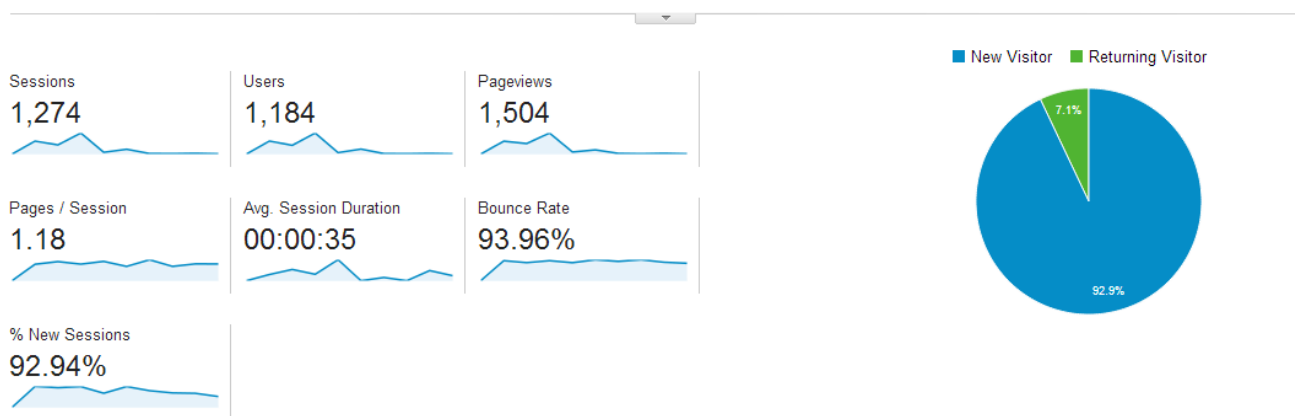 New Visitor Returning Visitor
Sessions Users Pageviews
1,274 1,184 1,504
7.1%
Pages / Session Avg. Session Duration Bounce Rate
1.18 00:00:35 93.96%
92.9%
% New Sessions
92.94%